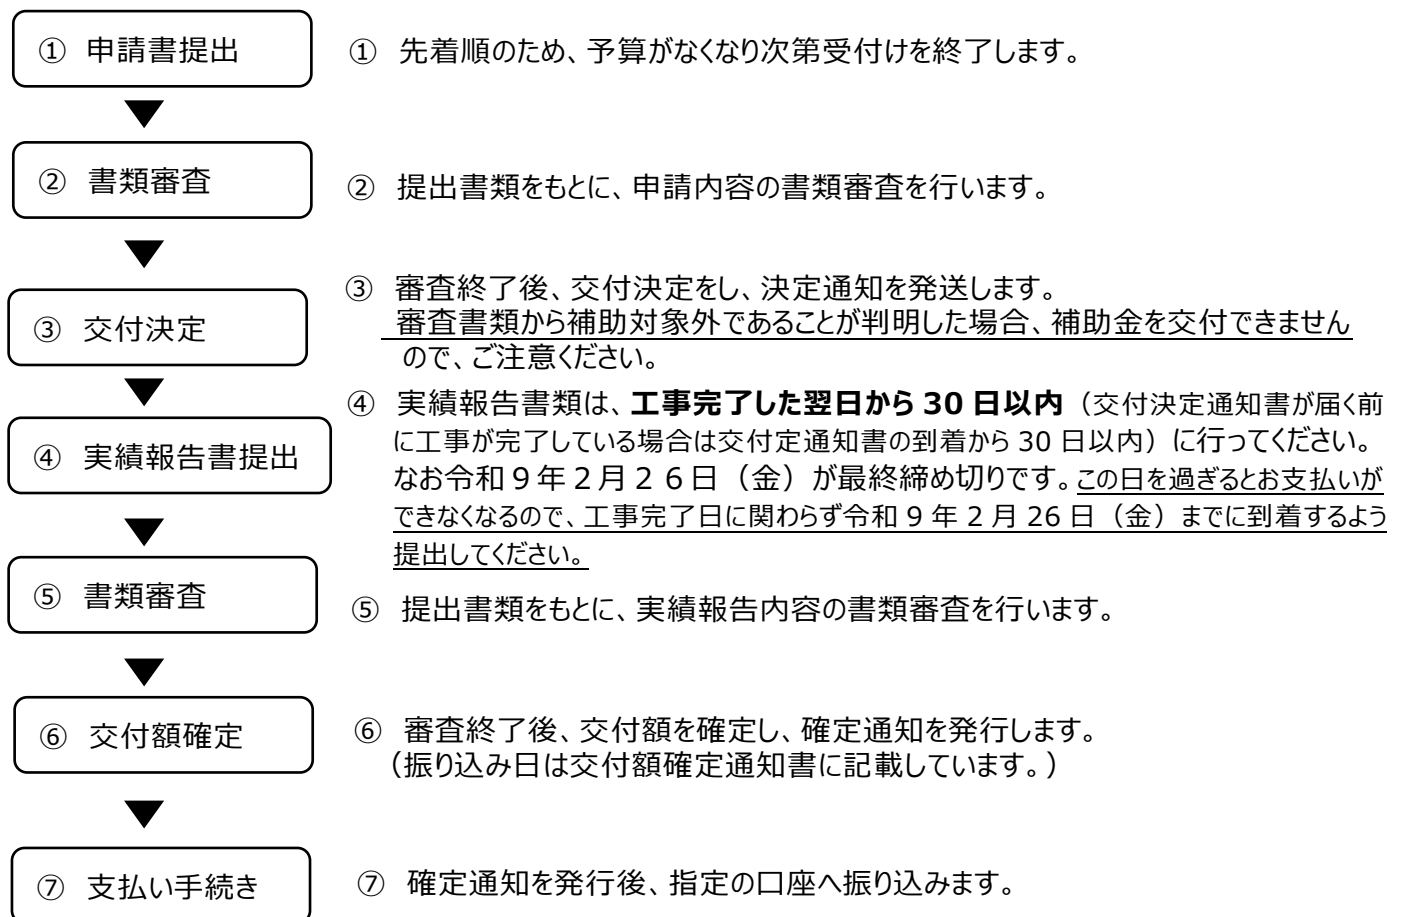 ① 申請書提出
① 先着順のため、予算がなくなり次第受付けを終了します。
② 書類審査
② 提出書類をもとに、申請内容の書類審査を行います。
③ 交付決定
③ 審査終了後、交付決定をし、決定通知を発送します。
審査書類から補助対象外であることが判明した場合、補助金を交付できません
ので、ご注意ください。
④ 実績報告書提出
④ 実績報告書類は、工事完了した翌日から 30 日以内（交付決定通知書が届く前
に工事が完了している場合は交付定通知書の到着から 30 日以内）に行ってください。
なお令和９年２月２６日（金）が最終締め切りです。この日を過ぎるとお支払いが
できなくなるので、工事完了日に関わらず令和 9 年 2 月 26 日（金）までに到着するよう
提出してください。
⑤ 書類審査
⑤ 提出書類をもとに、実績報告内容の書類審査を行います。
⑥ 交付額確定
⑥ 審査終了後、交付額を確定し、確定通知を発行します。
（振り込み日は交付額確定通知書に記載しています。）
⑦ 支払い手続き
⑦ 確定通知を発行後、指定の口座へ振り込みます。